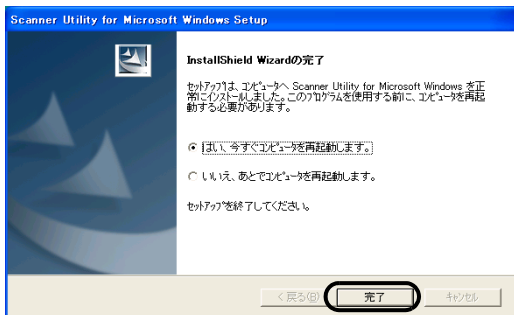 Scanner Utility for Microsoft Windows Setup
InstallShield Wizardの完了
ｾｯﾄｱｯﾌﾟは、ｺﾝﾋﾟｭｰﾀへ Scanner Utility for Microsoft Windows を正
常にｲﾝｽﾄｰﾙしました。このﾌﾟﾛｸﾞﾗﾑを使用する前に、ｺﾝﾋﾟｭｰﾀを再起
動する必要があります。
はい、今すぐｺﾝﾋﾟｭｰﾀを再起動します。
いいえ、あとでｺﾝﾋﾟｭｰﾀを再起動します。
ｾｯﾄｱｯﾌﾟを終了してください。
< 戻る(B)
完了
ｷｬﾝｾﾙ